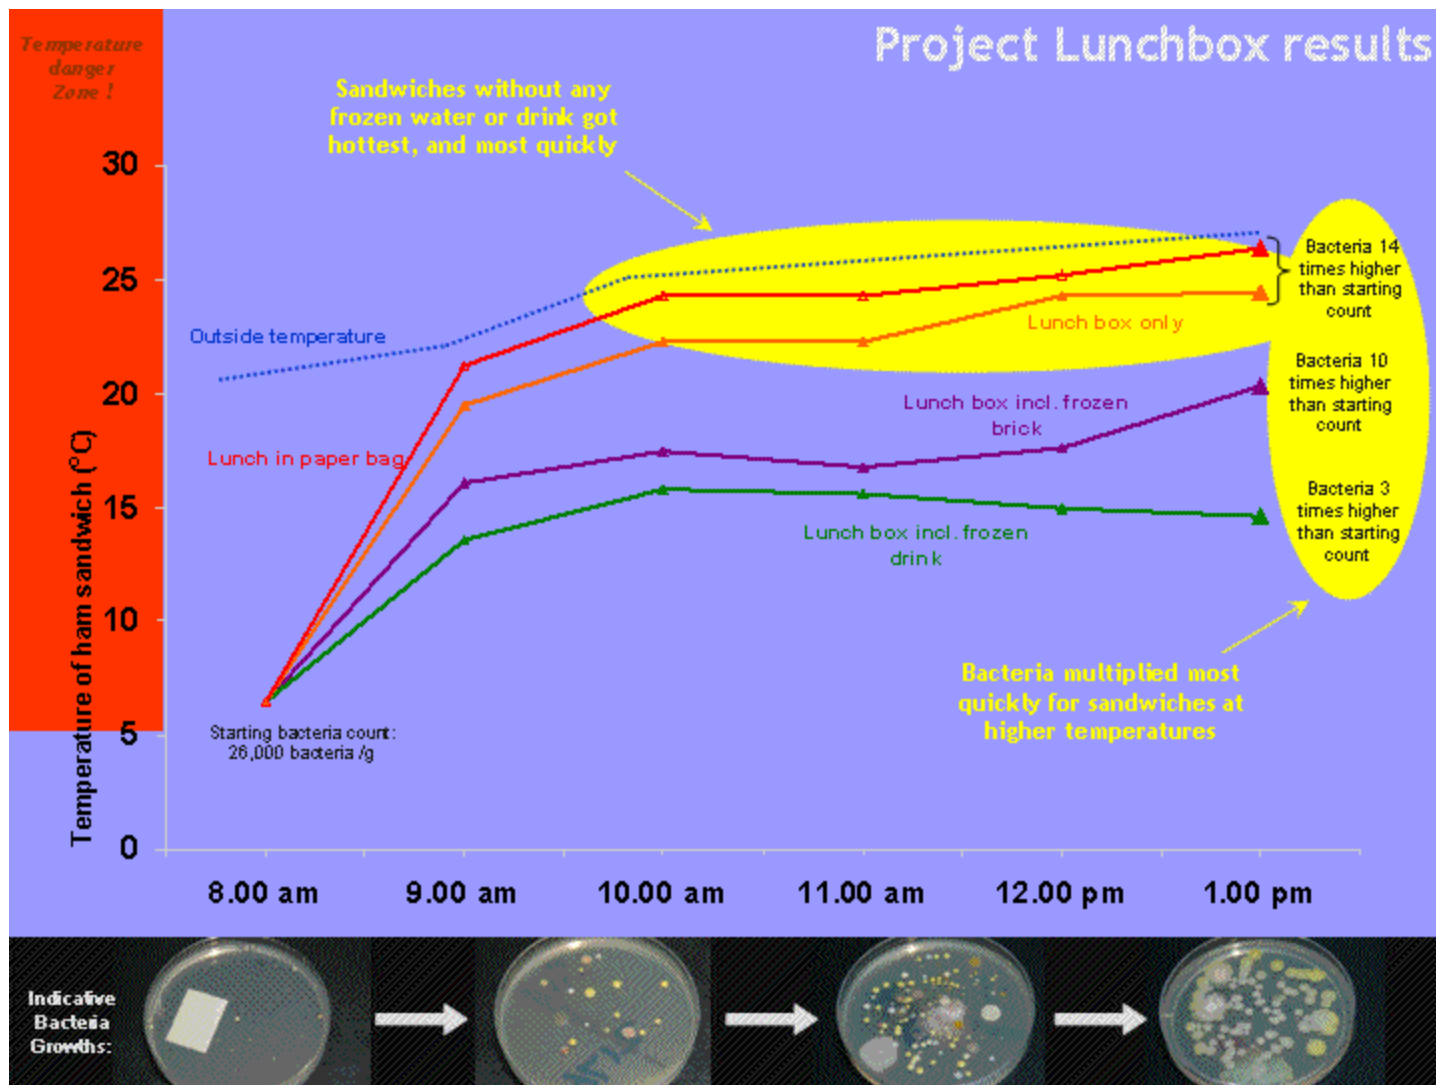 Temperature
danger
Zone !
Project Lunchbox results
Sandwiches without any
frozen water or drink got
hottest, and most quickly
30
25
20
15
10
5
0
Temperature of ham sandwich (°C)
Outside temperature
Lunch in paper bag
Lunch box only
Lunch box incl. frozen
brick
Lunch box incl. frozen
drink
Bacteria 14
times higher
than starting
count
Bacteria 10
times higher
than starting
count
Bacteria 3
times higher
than starting
count
Bacteria multiplied most
quickly for sandwiches at
higher temperatures
Starting bacteria count:
26,000 bacteria /g
8.00 am
9.00 am
10.00 am
11.00 am
12.00 pm
1.00 pm
Indicative
Bacteria
Growths: